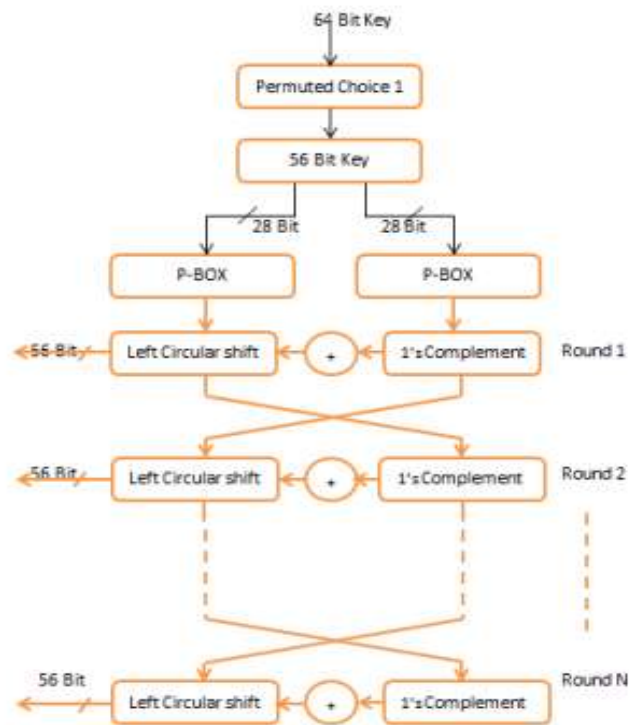 64 Bit Key
Permuted Choice 1
56 Bit Key
28 Bit
28 Bit
P-BOX
P-BOX
56 Bit
Left Circular shift
+
1's Complement
Round 1
56 Bit
Left Circular shift
+
1's Complement
Round 2
56 Bit
Left Circular shift
+
1's Complement
Round N